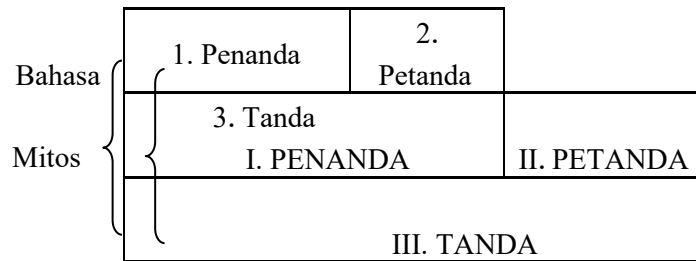 1. Penanda
2.
Petanda
Bahasa
3. Tanda
Mitos
I. PENANDA
II. PETANDA
III. TANDA